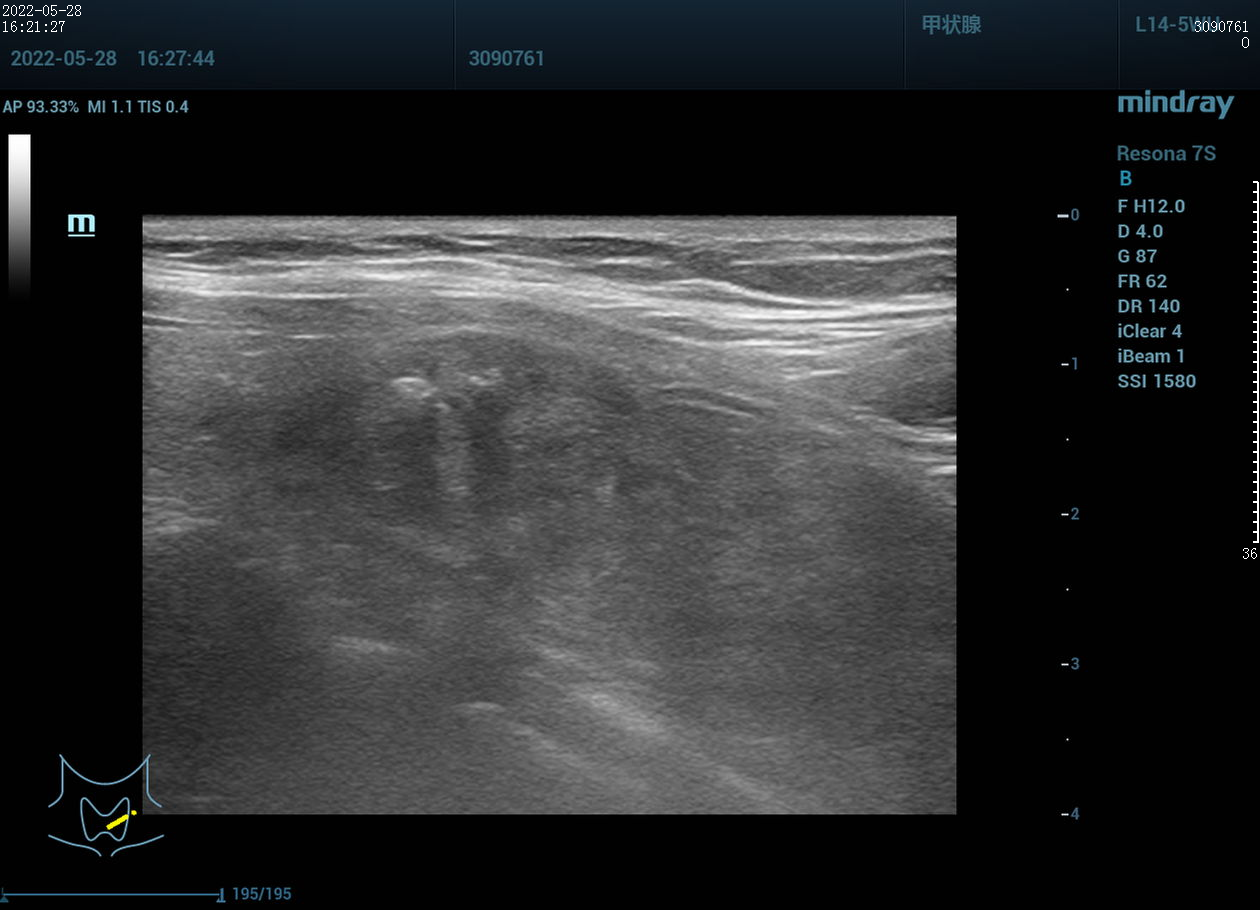 2022-05-28
16:21:27
2022-05-28 16:27:44
3090761
甲状腺
L14-5WU
3090761
0
AP 93.33% MI 1.1 TIS 0.4
mindray
Resona 7S
B
F H12.0
D 4.0
G 87
FR 62
DR 140
iClear 4
iBeam 1
SSI 1580
m
0
1
2
3
4
36
195/195